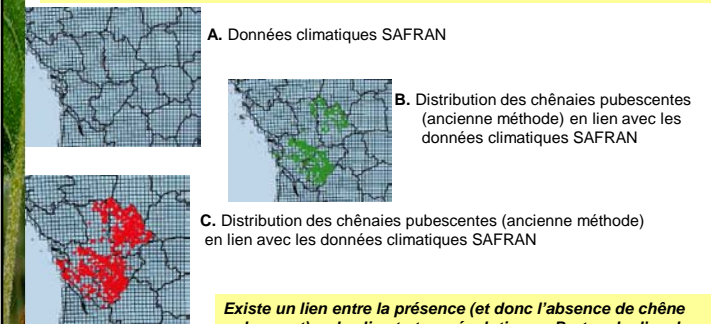 A. Données climatiques SAFRAN
B. Distribution des chênaies pubescentes
(ancienne méthode) en lien avec les
données climatiques SAFRAN
C. Distribution des chênaies pubescentes (ancienne méthode)
en lien avec les données climatiques SAFRAN
Existe un lien entre la présence (et donc l'absence de chêne